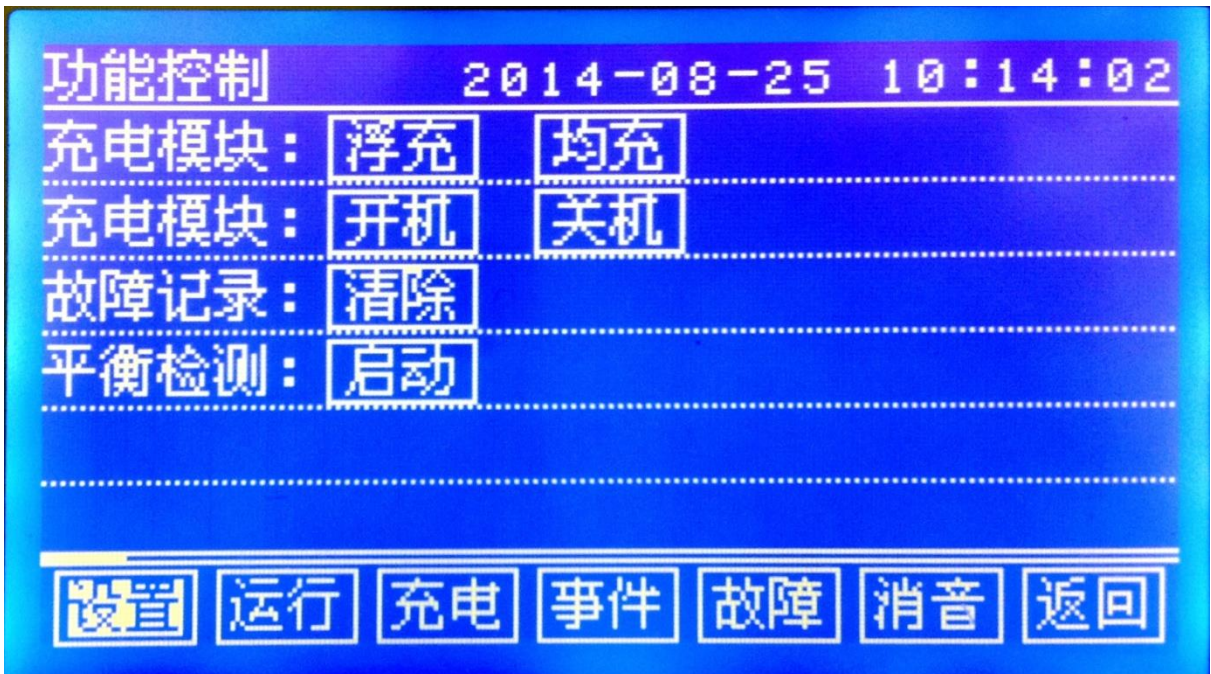 功能控制 2014-08-25 10:14:02
充电模块: 浮充 均充
充电模块: 开机 关机
故障记录: 清除
平衡检测: 启动
设置 运行 充电 事件 故障 消音 返回